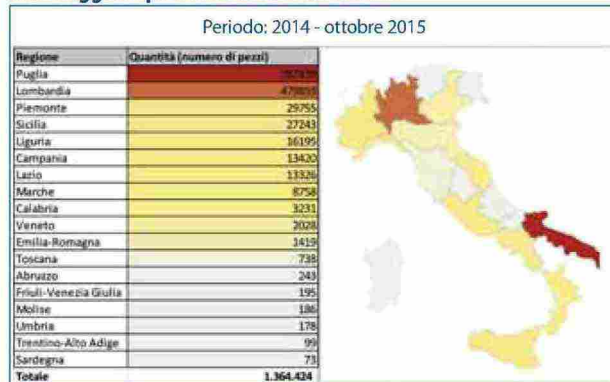 Periodo: 2014 - ottobre 2015
Regione Quantità (numero di pezzi)
Puglia
Lombardia
Piemonte 29755
Sicilia 27243
Liguria 16195
Campania 13420
Lazio 13326
Marche 8758
Calabria 3231
Veneto 2028
Emilia-Romagna 1419
Toscana 738
Abruzzo 243
Friuli-Venezia Giulia 195
Molise 186
Umbria 178
Trentino-Alto Adige 99
Sardegna 73
Totale 1.364.424